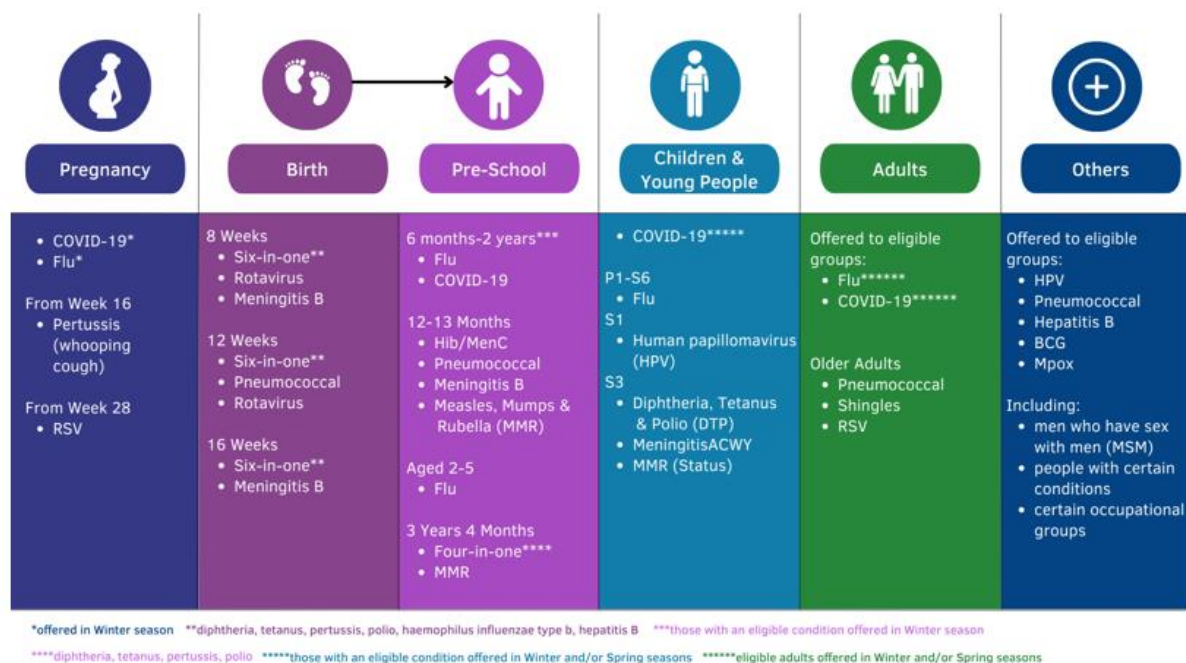 Pregnancy
Birth
Pre-School
Children &
Young People
Adults
Others
• COVID-19*
• Flu*
From Week 16
• Pertussis
(whooping
cough)
From Week 28
• RSV
8 Weeks
• Six-in-one**
• Rotavirus
• Meningitis B
12 Weeks
• Six-in-one**
• Pneumococcal
• Rotavirus
16 Weeks
• Six-in-one**
• Meningitis B
6 months-2 years***
• Flu
• COVID-19
12-13 Months
• Hib/MenC
• Pneumococcal
• Meningitis B
• Measles, Mumps &
Rubella (MMR)
Aged 2-5
• Flu
3 Years 4 Months
• Four-in-one****
• MMR
• COVID-19*****
P1-S6
• Flu
S1
• Human papillomavirus
(HPV)
S3
• Diphtheria, Tetanus
& Polio (DTP)
• MeningitisACWY
• MMR (Status)
Offered to eligible
groups:
• Flu******
• COVID-19******
Older Adults
• Pneumococcal
• Shingles
• RSV
Offered to eligible
groups:
• HPV
• Pneumococcal
• Hepatitis B
• BCG
• Mpox
Including:
• men who have sex
with men (MSM)
• people with certain
conditions
• certain occupational
groups
*offered in Winter season **diphtheria, tetanus, pertussis, polio, haemophilus influenzae type b, hepatitis B ***those with an eligible condition offered in Winter season
****diphtheria, tetanus, pertussis, polio *****those with an eligible condition offered in Winter and/or Spring seasons ******eligible adults offered in Winter and/or Spring seasons